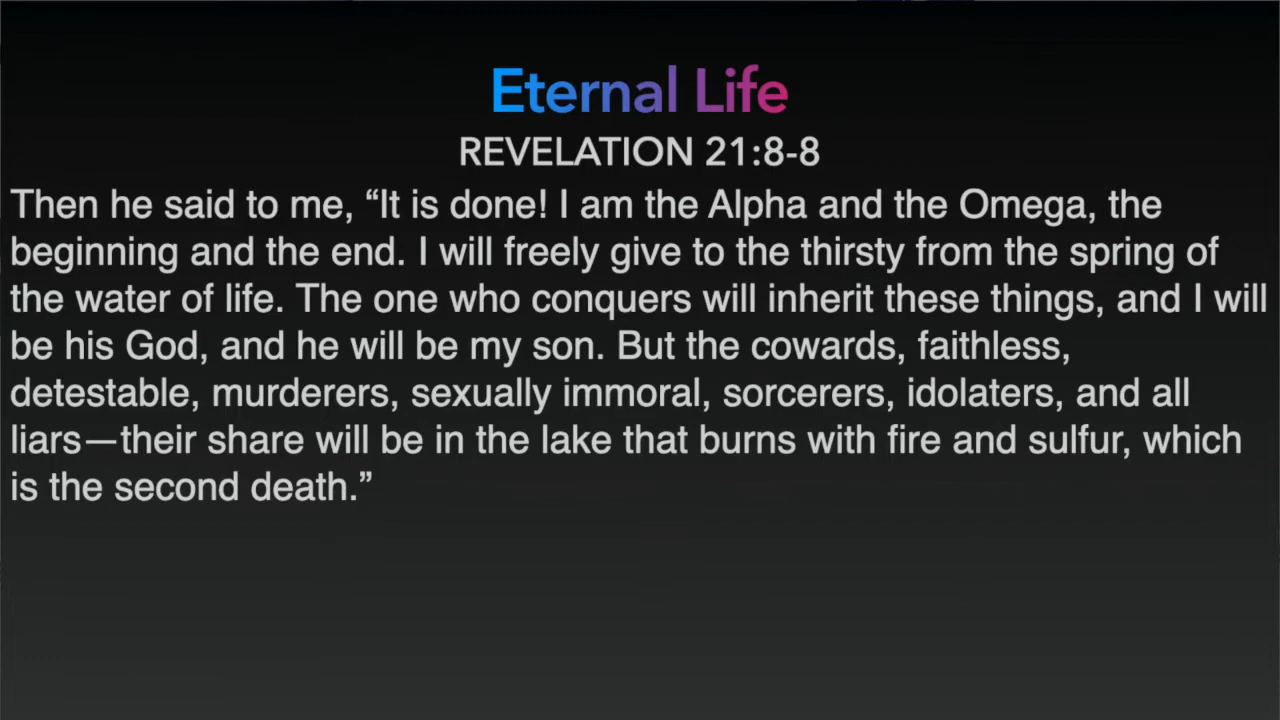 Eternal Life
REVELATION 21:8-8
Then he said to me, “It is done! I am the Alpha and the Omega, the
beginning and the end. I will freely give to the thirsty from the spring of
the water of life. The one who conquers will inherit these things, and I will
be his God, and he will be my son. But the cowards, faithless,
detestable, murderers, sexually immoral, sorcerers, idolaters, and all
liars—their share will be in the lake that burns with fire and sulfur, which
is the second death.”